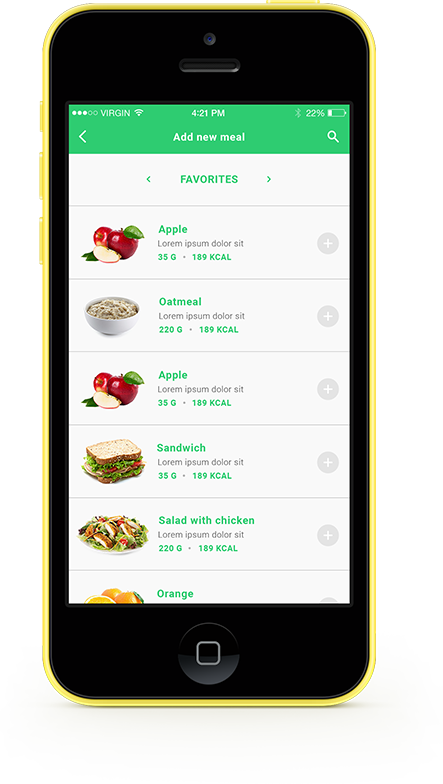 VIRGIN 4:21 PM 22%
Add new meal
FAVORITES
Apple
Lorem ipsum dolor sit
35 G • 189 KCAL
Oatmeal
Lorem ipsum dolor sit
220 G • 189 KCAL
Apple
Lorem ipsum dolor sit
35 G • 189 KCAL
Sandwich
Lorem ipsum dolor sit
35 G • 189 KCAL
Salad with chicken
Lorem ipsum dolor sit
220 G • 189 KCAL
Orange